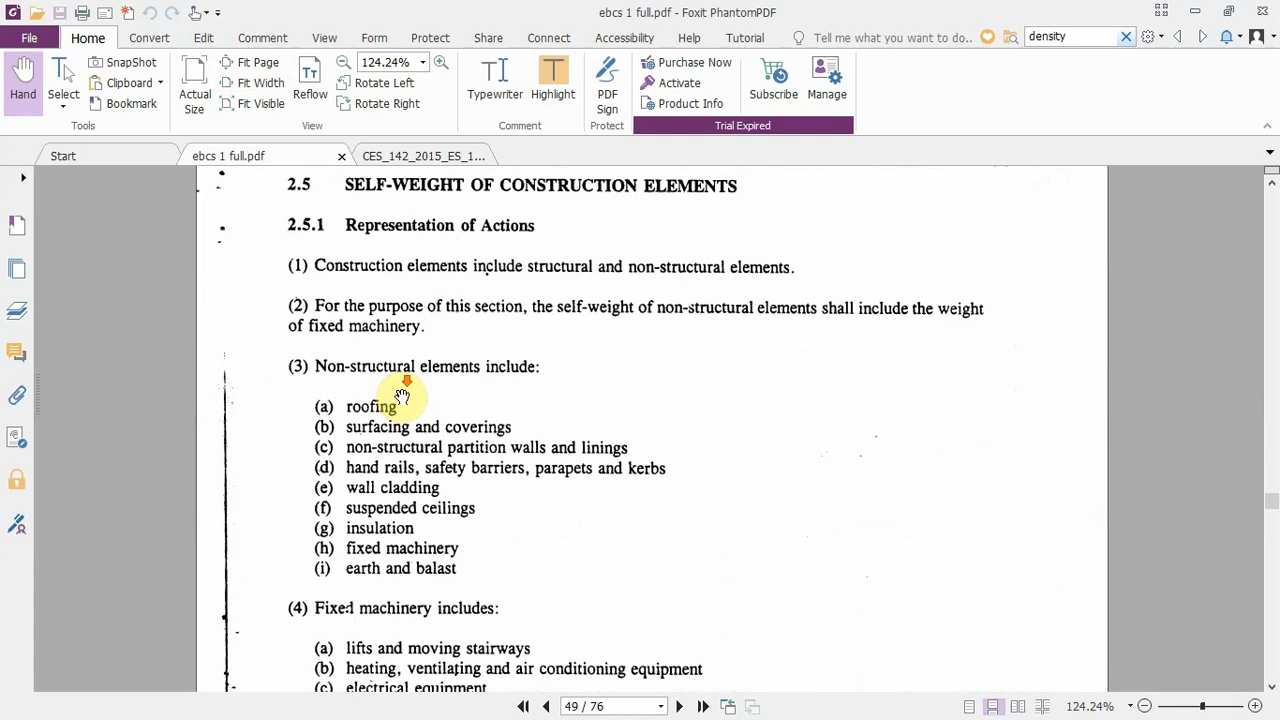 ebcs 1 full.pdf - Foxit PhantomPDF
File Home Convert Edit Comment View Form Protect Share Connect Accessibility Help Tutorial Tell me what you want to do.. density
Hand
Select
SnapShot
Clipboard
Bookmark
Tools
Actual Size
Fit Page
Fit Width
Fit Visible
Reflow
124.24%
Rotate Left
Rotate Right
View
Typewriter
Highlight
Comment
PDF Sign
Protect
Purchase Now
Activate
Product Info
Subscribe
Manage
Trial Expired
Start
ebcs 1 full.pdf
CES_142_2015_ES_1...
2.5 SELF-WEIGHT OF CONSTRUCTION ELEMENTS
2.5.1 Representation of Actions
(1) Construction elements include structural and non-structural elements.
(2) For the purpose of this section, the self-weight of non-structural elements shall include the weight
of fixed machinery.
(3) Non-structural elements include:
(a) roofing
(b) surfacing and coverings
(c) non-structural partition walls and linings
(d) hand rails, safety barriers, parapets and kerbs
(e) wall cladding
(f) suspended ceilings
(g) insulation
(h) fixed machinery
(i) earth and balast
(4) Fixed machinery includes:
(a) lifts and moving stairways
(b) heating, ventilating and air conditioning equipment
(c) electrical equipment
49 / 76
124.24%